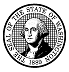 THE SEAL OF THE STATE OF WASHINGTON
1889